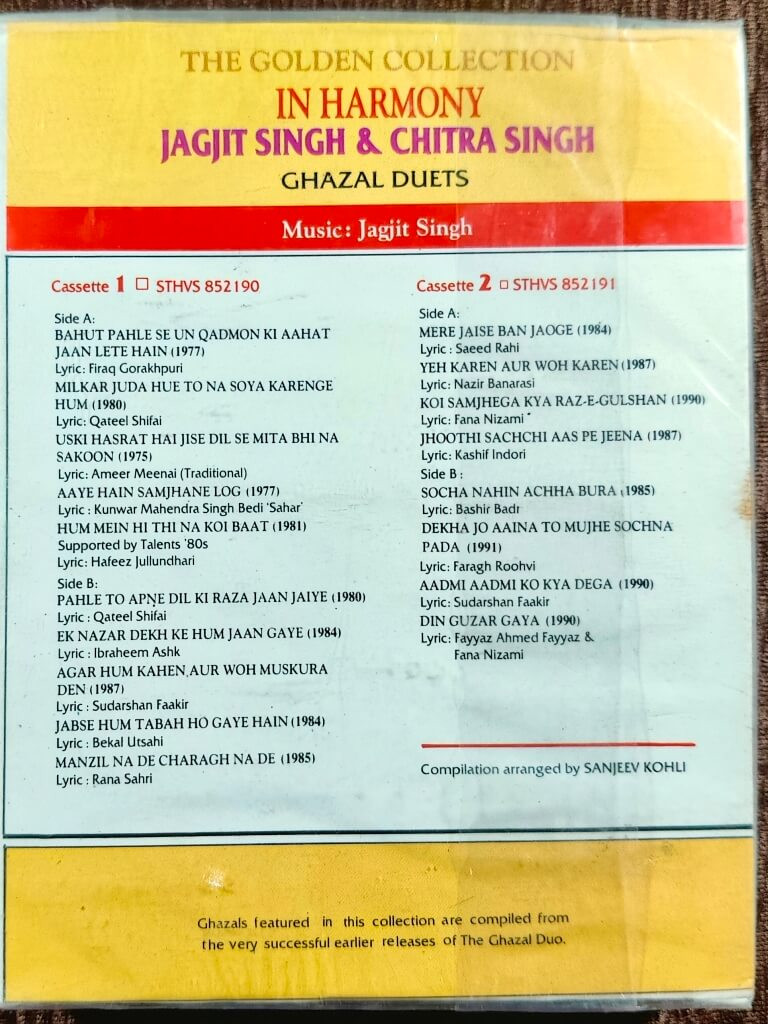 THE GOLDEN COLLECTION
IN HARMONY
JAGJIT SINGH & CHITRA SINGH
GHAZAL DUETS
Music: Jagjit Singh
Cassette 1 □ STHVS 852190
Side A:
BAHUT PAHLE SE UN QADMON KI AAHAT
JAAN LETE HAIN (1977)
Lyric: Firaq Gorakhpuri
MILKAR JUDA HUE TO NA SOYA KARENGE
HUM (1980)
Lyric: Qateel Shifai
USKI HASRAT HAI JISE DIL SE MITA BHI NA
SAKOON (1975)
Lyric: Ameer Meenai (Traditional)
AAYE HAIN SAMJHANE LOG (1977)
Lyric : Kunwar Mahendra Singh Bedi 'Sahar'
HUM MEIN HI THI NA KOI BAAT (1981)
Supported by Talents '80s
Lyric: Hafeez Jullundhari
Side B:
PAHLE TO APNE DIL KI RAZA JAAN JAIYE (1980)
Lyric : Qateel Shifai
EK NAZAR DEKH KE HUM JAAN GAYE (1984)
Lyric : Ibraheem Ashk
AGAR HUM KAHEN AUR WOH MUSKURA
DEN (1987)
Lyric : Sudarshan Faakir
JABSE HUM TABAH HO GAYE HAIN (1984)
Lyric : Bekal Utsahi
MANZIL NA DE CHARAGH NA DE (1985)
Lyric : Rana Sahri
Cassette 2 □ STHVS 852191
Side A:
MERE JAISE BAN JAOGE (1984)
Lyric : Saeed Rahi
YEH KAREN AUR WOH KAREN (1987)
Lyric : Nazir Banarasi
KOI SAMJHEGA KYA RAZ-E-GULSHAN (1990)
Lyric : Fana Nizami
JHOOTHI SACHCHI AAS PE JEENA (1987)
Lyric : Kashif Indori
Side B :
SOCHA NAHIN ACHHA BURA (1985)
Lyric : Bashir Badr
DEKHA JO AAINA TO MUJHE SOCHNA
PADA (1991)
Lyric: Faragh Roohvi
AADMI AADMI KO KYA DEGA (1990)
Lyric : Sudarshan Faakir
DIN GUZAR GAYA (1990)
Lyric: Fayyaz Ahmed Fayyaz &
Fana Nizami
Compilation arranged by SANJEEV KOHLI
Ghazals featured in this collection are compiled from
the very successful earlier releases of The Ghazal Duo.